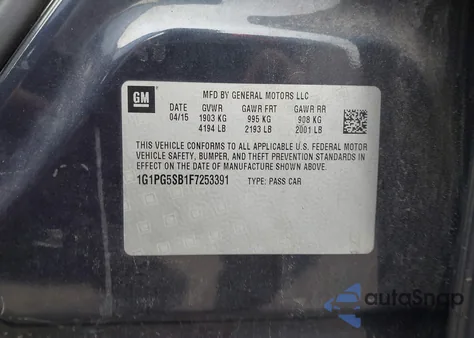 GM
MFD BY GENERAL MOTORS LLC
DATE GVWR GAWR FRT GAWR RR
04/15 1903 KG 995 KG 908 KG
4194 LB 2193 LB 2001 LB
THIS VEHICLE CONFORMS TO ALL APPLICABLE U.S. FEDERAL MOTOR
VEHICLE SAFETY, BUMPER, AND THEFT PREVENTION STANDARDS IN
EFFECT ON THE DATE OF MANUFACTURE SHOWN ABOVE.
1G1PG5SB1F7253391 TYPE: PASS CAR
autoSnap